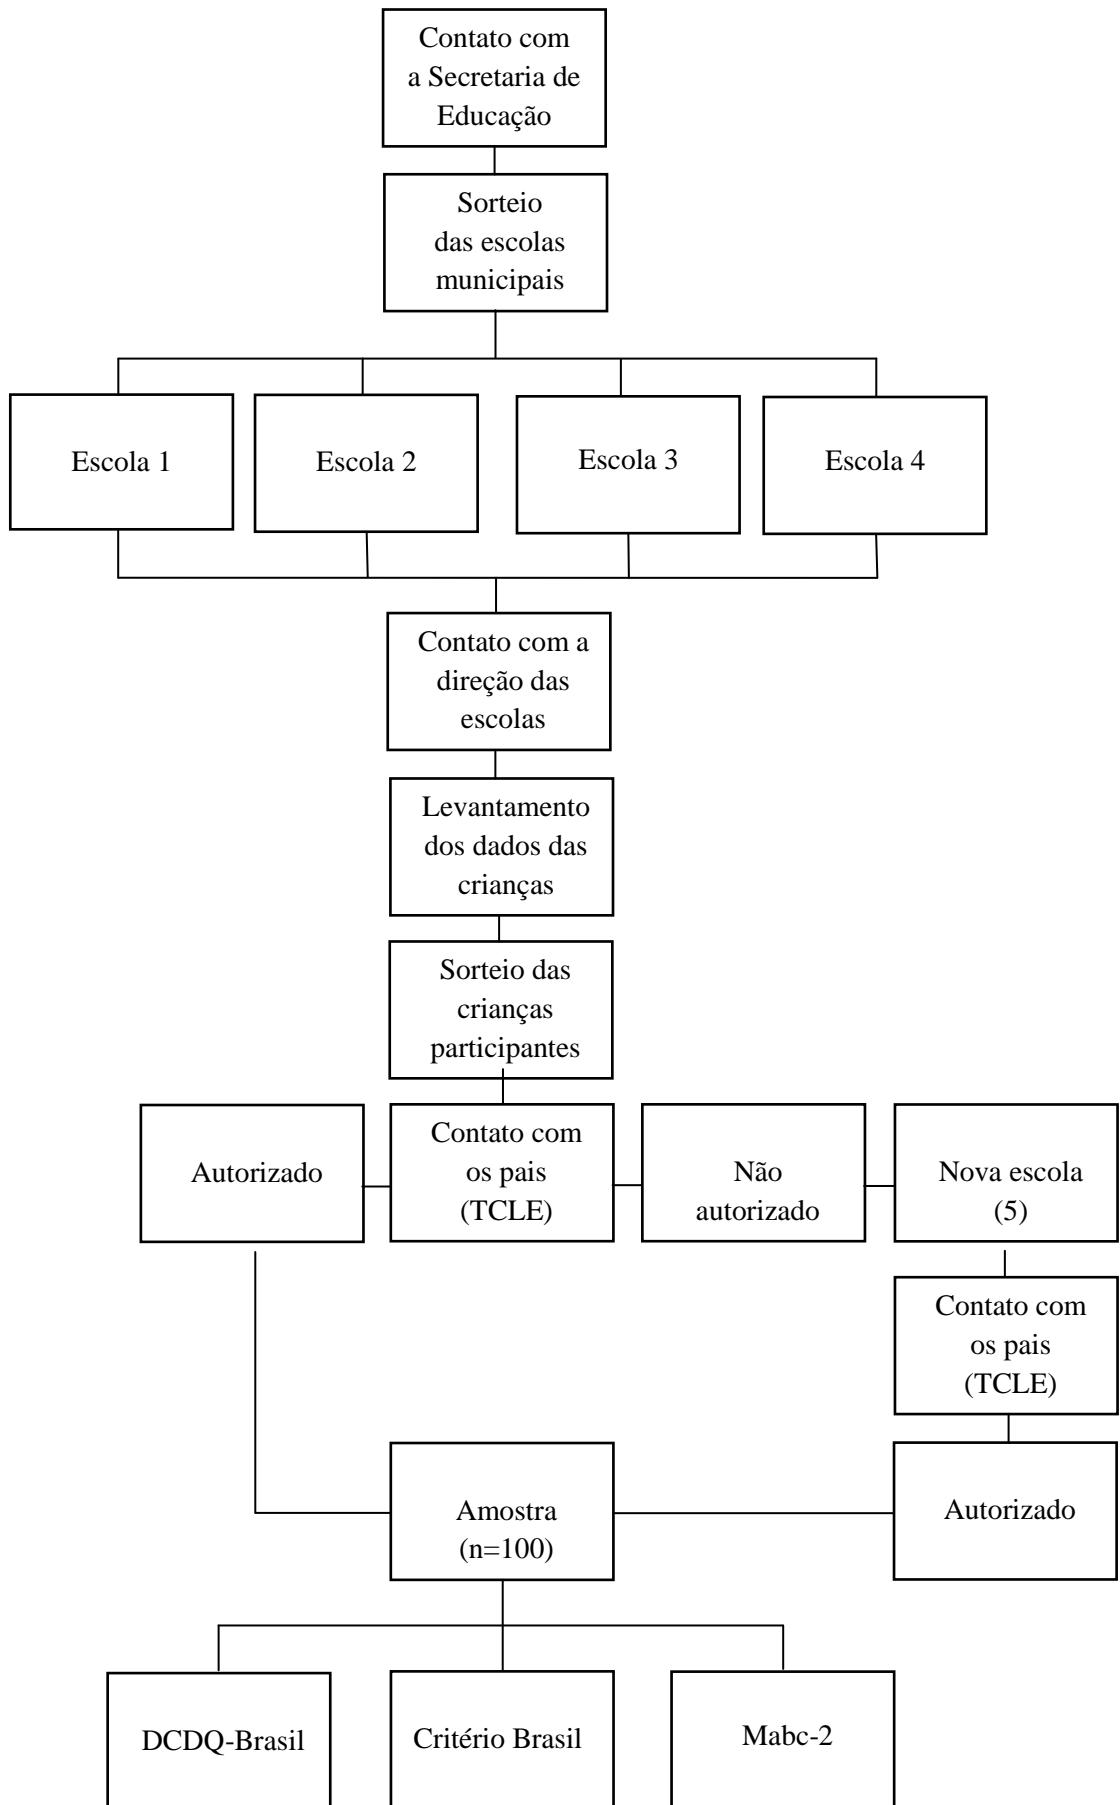 Contato com
a Secretaria de
Educação
Sorteio
das escolas
municipais
Escola 1
Escola 2
Escola 3
Escola 4
Contato com a
direção das
escolas
Levantamento
dos dados das
crianças
Sorteio das
crianças
participantes
Autorizado
Contato com
os pais
(TCLE)
Não
autorizado
Nova escola
(5)
Contato com
os pais
(TCLE)
Amostra
(n=100)
Autorizado
DCDQ-Brasil
Critério Brasil
Mabc-2